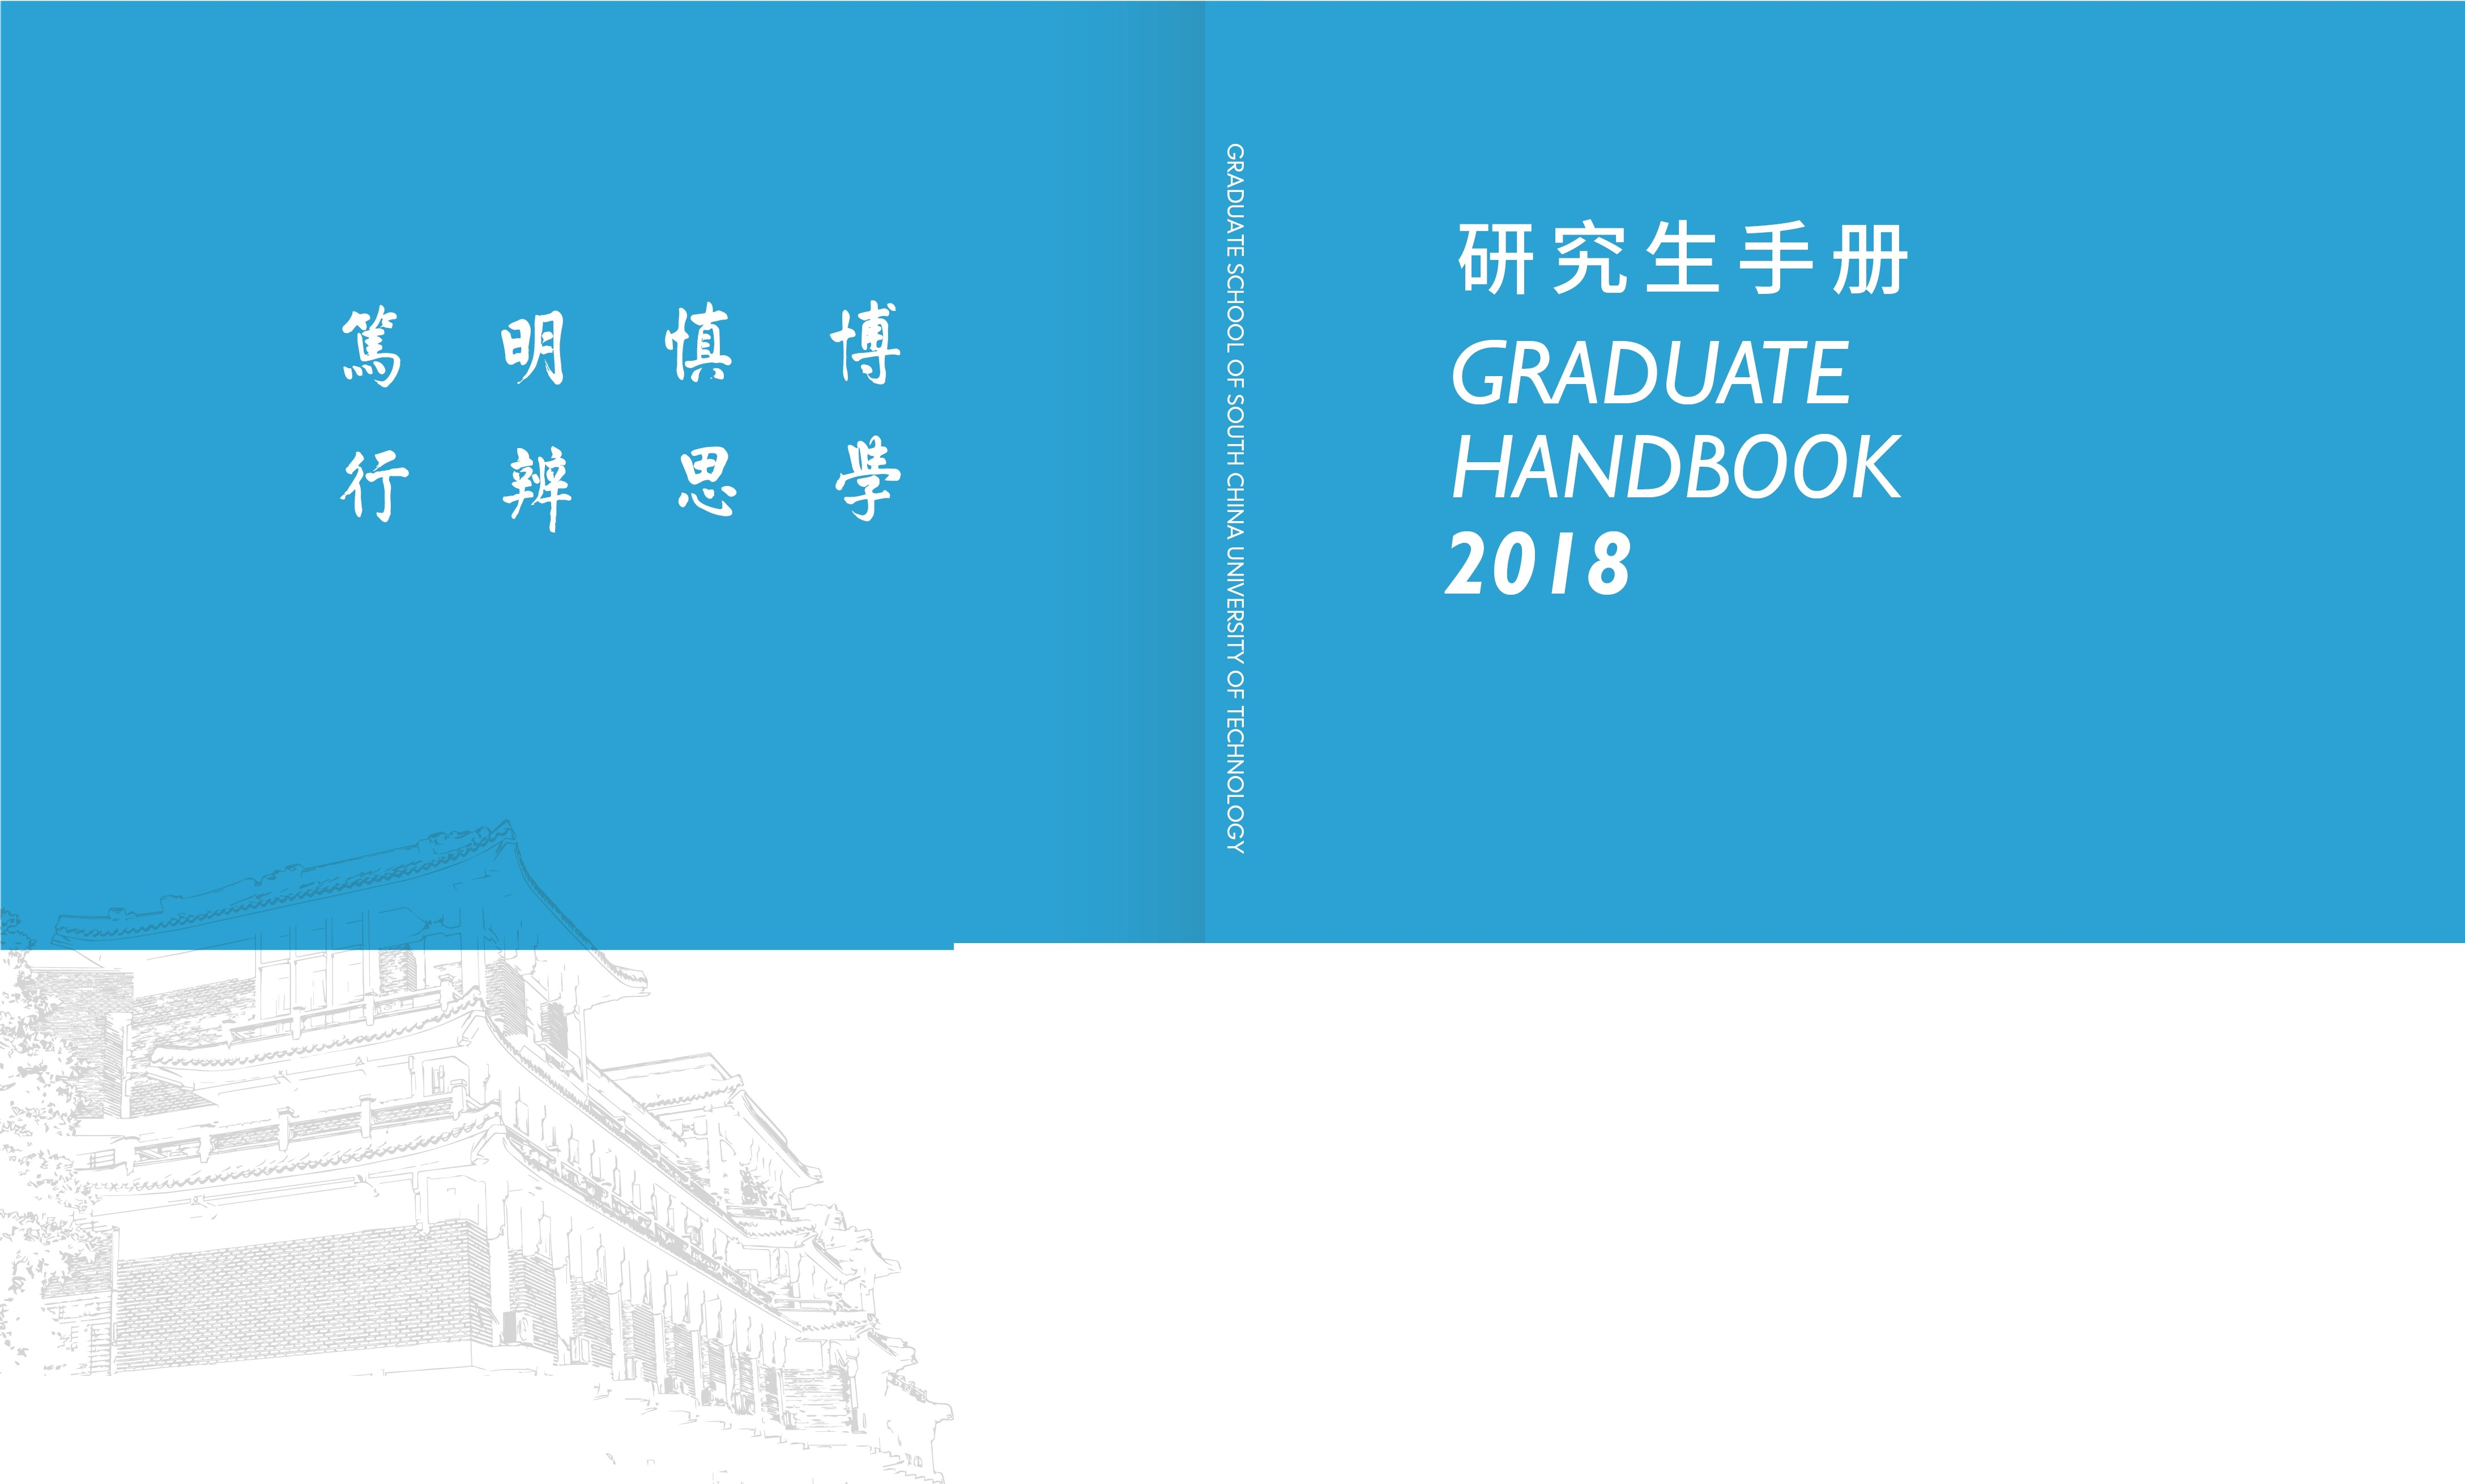 博學
慎思
明辨
篤行
GRADUATE SCHOOL OF SOUTH CHINA UNIVERSITY OF TECHNOLOGY
研究生手册
GRADUATE
HANDBOOK
2018